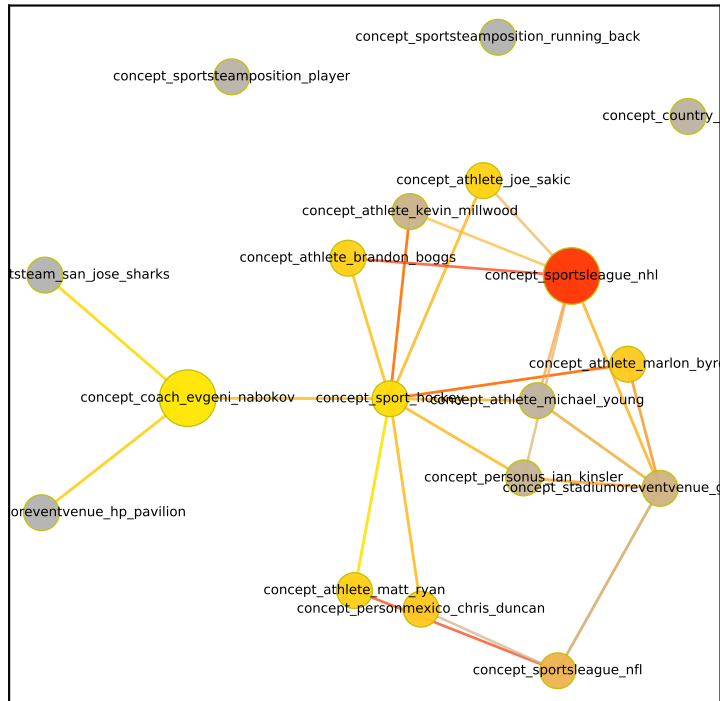 concept_sportsteamposition_running_back
concept_sportsteamposition_player
concept_country_
concept_athlete_joe_sakic
concept_athlete_kevin_millwood
concept_athlete_brandon_boggs
tsteam_san_jose_sharks
concept_sportsleague_nhl
concept_athlete_marlon_byr
concept_coach_evgeni_nabokov
concept_sport_hockey
concept_athlete_michael_young
concept_personus_ian_kinsler
concept_stadiumoreventvenue_g
oreventvenue_hp_pavilion
concept_athlete_matt_ryan
concept_personmexico_chris_duncan
concept_sportsleague_nfl